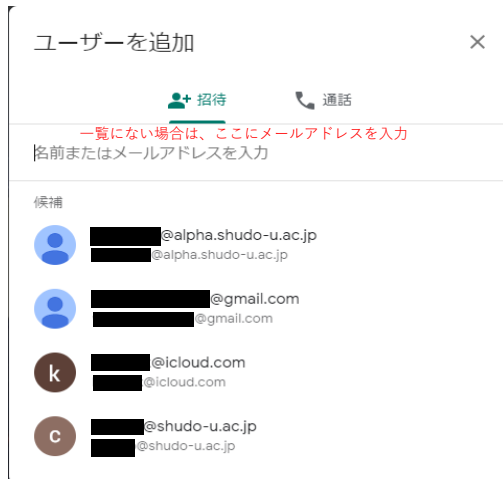 ユーザーを追加
招待
通話
一覧にない場合は、ここにメールアドレスを入力
名前またはメールアドレスを入力
候補
@alpha.shudo-u.ac.jp
@alpha.shudo-u.ac.jp
@gmail.com
@gmail.com
k
@icloud.com
@icloud.com
c
@shudo-u.ac.jp
@shudo-u.ac.jp